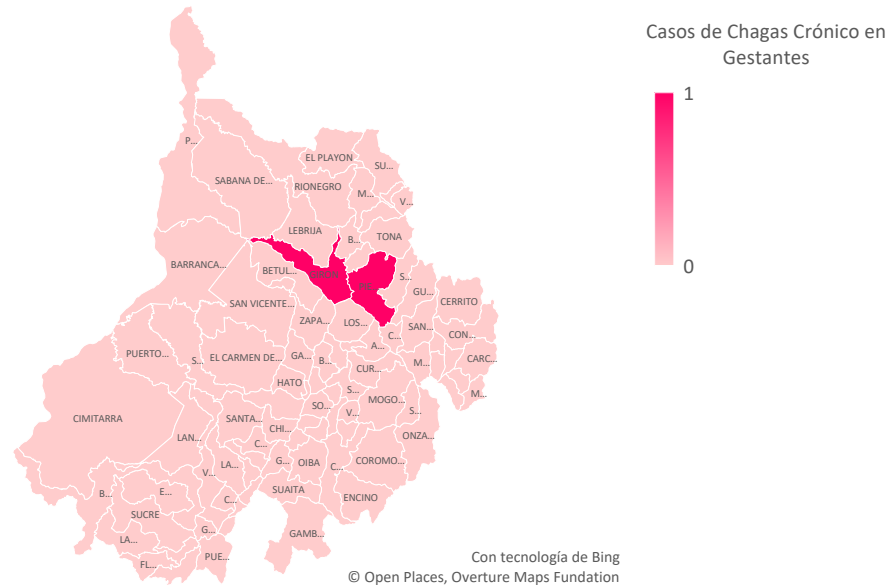 Casos de Chagas Crónico en
Gestantes
1
0
P...
EL PLAYON
SU...
SABANA DE...
RIONEGRO
M...
V...
LEBRIJA
B...
TONA
BARRANCA...
BETUL...
S...
GU...
CERRITO
SAN VICENTE...
ZAPA...
LOS...
SAN...
CON...
C...
A...
PUERTO...
S...
EL CARMEN DE...
GA...
B...
CUR...
M...
CARC...
HATO
S...
MOGO...
M...
CIMITARRA
SANTA...
SO...
V...
S...
LAN...
CHI...
ONZA...
C...
V...
LA...
G...
OIBA
C...
COROMO...
B...
E...
C...
SUAITA
ENCINO
SUCRE
LA...
G...
GAMB...
FL...
PUE...
Con tecnología de Bing
© Open Places, Overture Maps Foundation